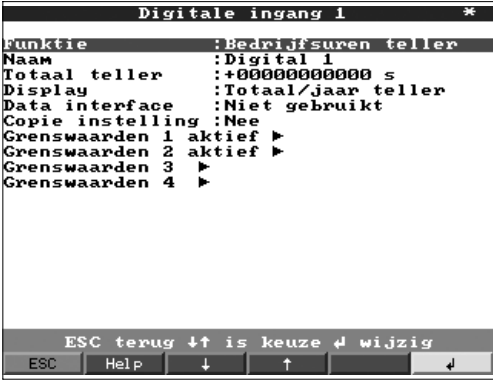 Digitale ingang 1 *
Funktie :Bedrijfsuren teller
Naam :Digital 1
Totaal teller :+00000000000 s
Display :Totaal/jaar teller
Data interface :Niet gebruikt
Copie instelling :Nee
Grenswaarden 1 aktief ►
Grenswaarden 2 aktief ►
Grenswaarden 3 ►
Grenswaarden 4 ►
ESC terug ↓↑ is keuze ↲ wijzig
ESC Help ↓ ↑ ↲